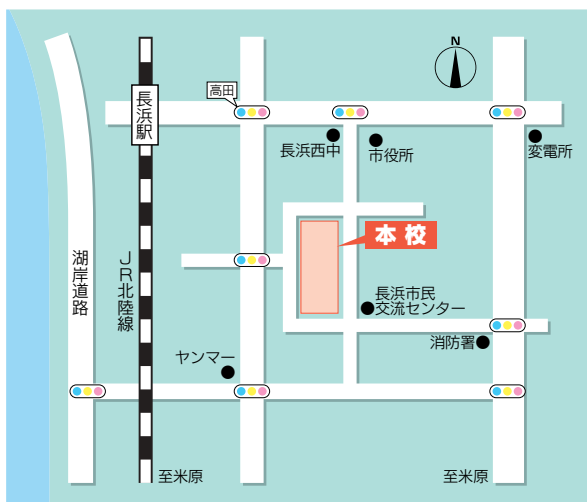 N
高田
長浜駅
長浜西中
市役所
変電所
本校
湖岸道路
JR北陸線
長浜市民
交流センター
消防署
ヤンマー
至米原
至米原